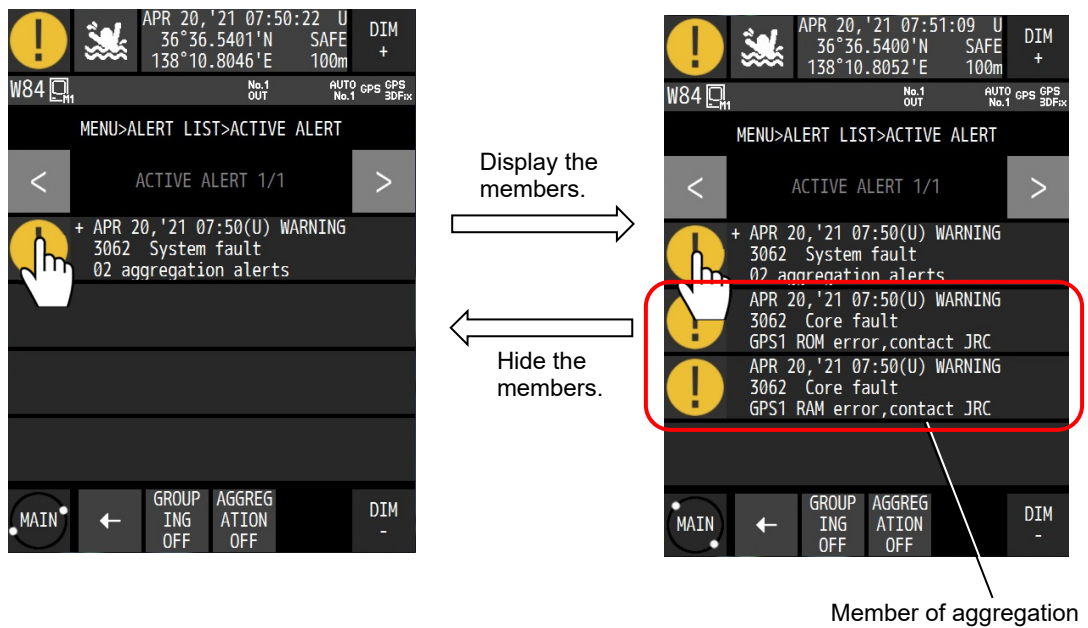 APR 20,'21 07:50:22 U
36°36.5401'N SAFE
138°10.8046'E 100m
DIM
+
W84 M1
No.1
OUT
AUTO
No.1
GPS
GPS
3DFix
MENU>ALERT LIST>ACTIVE ALERT
< ACTIVE ALERT 1/1 >
+ APR 20,'21 07:50(U) WARNING
3062 System fault
02 aggregation alerts
MAIN
←
GROUP
ING
OFF
AGGREG
ATION
OFF
DIM
-
Display the
members.
Hide the
members.
APR 20,'21 07:51:09 U
36°36.5400'N SAFE
138°10.8052'E 100m
DIM
+
W84 M1
No.1
OUT
AUTO
No.1
GPS
GPS
3DFix
MENU>ALERT LIST>ACTIVE ALERT
< ACTIVE ALERT 1/1 >
+ APR 20,'21 07:50(U) WARNING
3062 System fault
02 aggregation alerts
APR 20,'21 07:50(U) WARNING
3062 Core fault
GPS1 ROM error,contact JRC
APR 20,'21 07:50(U) WARNING
3062 Core fault
GPS1 RAM error,contact JRC
MAIN
←
GROUP
ING
OFF
AGGREG
ATION
OFF
DIM
-
Member of aggregation